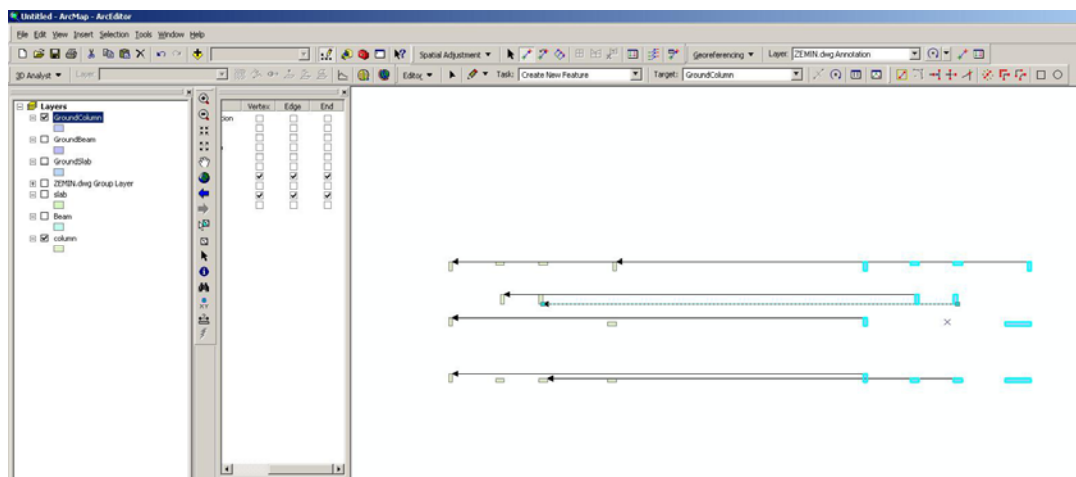 Untitled - ArcMap - ArcEditor
File Edit View Insert Selection Tools Window Help
Spatial Adjustment Georeferencing Layer: ZEMIN.dwg Annotation
3D Analyst Layer: Editor Task: Create New Feature Target: GroundColumn
Layers
GroundColumn
GroundBeam
GroundSlab
ZEMIN.dwg Group Layer
slab
Beam
column
Vertex Edge End
tion
XY